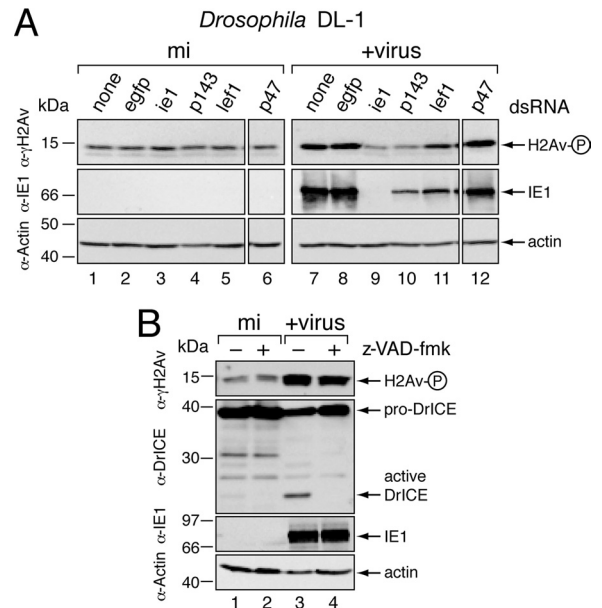 A
Drosophila DL-1
mi +virus
kDa none egfp ie1 p143 lef1 p47 none egfp ie1 p143 lef1 p47 dsRNA
α-γH2Av 15 H2Av-P
α-IE1 66 IE1
α-Actin 50 40 actin
1 2 3 4 5 6 7 8 9 10 11 12
B
mi +virus
kDa – + – + z-VAD-fmk
α-γH2Av 15 H2Av-P
α-DrICE 40 pro-DrICE
30
active
DrICE
α-IE1 97 66 IE1
α-Actin 40 actin
1 2 3 4